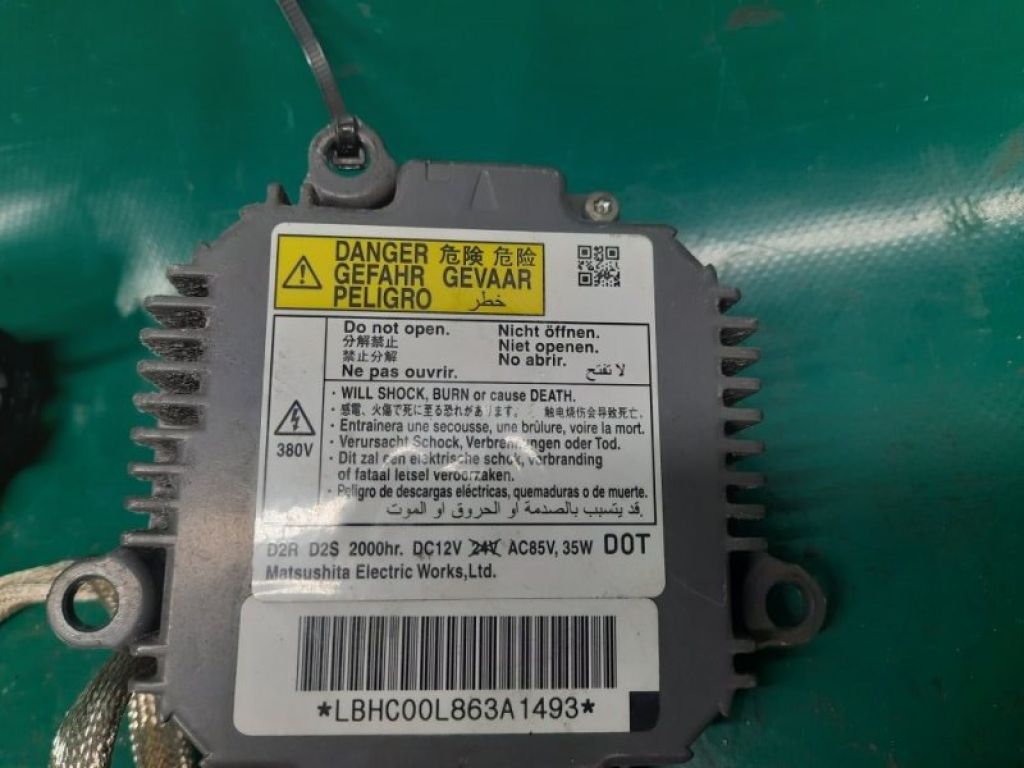 DANGER 危険 危险
GEFAHR GEVAAR
PELIGRO خطر
Do not open. Nicht öffnen.
分解禁止 Niet openen.
禁止分解 No abrir.
Ne pas ouvrir. لا تفتح
· WILL SHOCK, BURN or cause DEATH.
· 感電、火傷で死に至る恐れがあります。 触电烧伤会导致死亡.
· Entrainera une secousse, une brûlure, voire la mort.
· Verursacht Schock, Verbrennungen oder Tod.
380V
· Dit zal een elektrische schok, verbranding
of fataal letsel veroorzaken.
· Peligro de descargas eléctricas, quemaduras o de muerte.
قد يتسبب بالصدمة أو الحروق او الموت.
D2R D2S 2000hr. DC12V 24V AC85V, 35W DOT
Matsushita Electric Works,Ltd.
*LBHC00L863A1493*